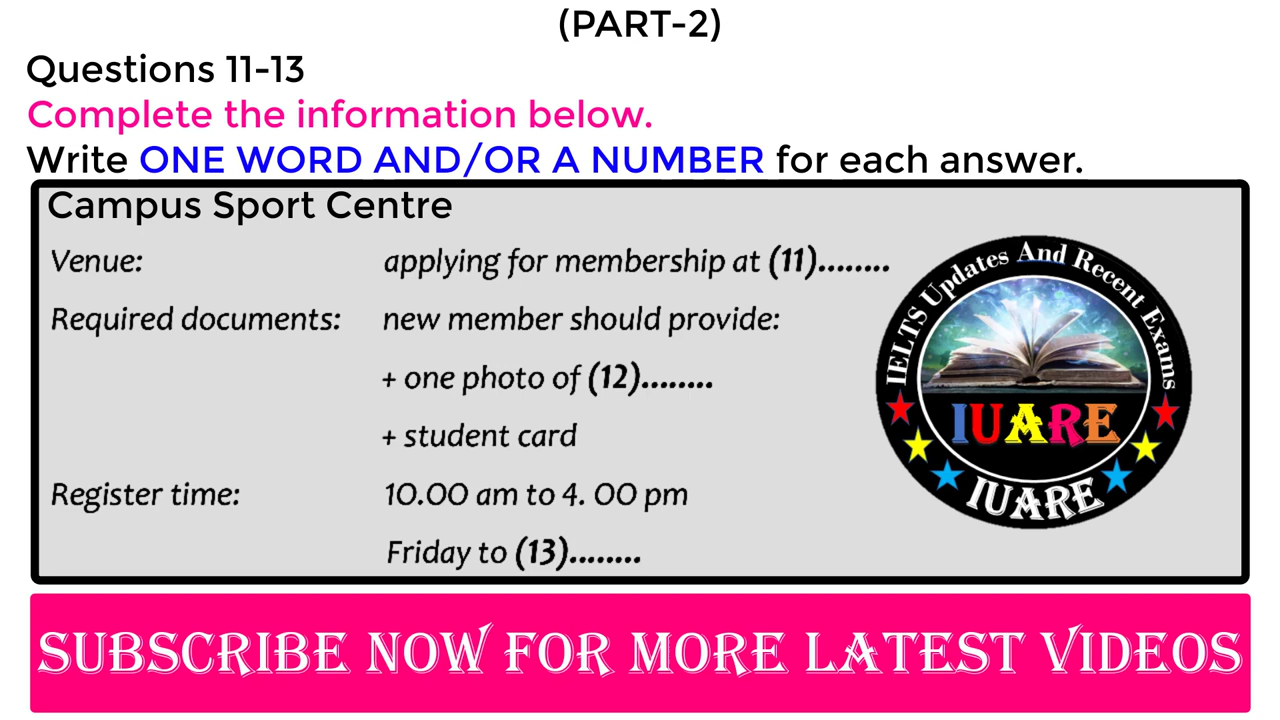 (PART-2)
Questions 11-13
Complete the information below.
Write ONE WORD AND/OR A NUMBER for each answer.
Campus Sport Centre
Venue: applying for membership at (11)........
Required documents: new member should provide:
+ one photo of (12)........
+ student card
Register time: 10.00 am to 4. 00 pm
Friday to (13)........
IELTS Updates And Recent Exams
IUARE
IUARE
SUBSCRIBE NOW FOR MORE LATEST VIDEOS